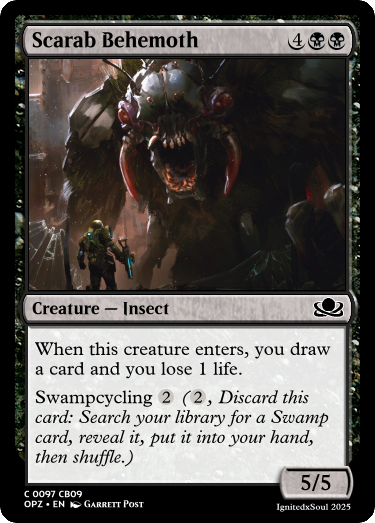 Scarab Behemoth 4
Creature — Insect
When this creature enters, you draw
a card and you lose 1 life.
Swampcycling 2 (2, Discard this
card: Search your library for a Swamp
card, reveal it, put it into your hand,
then shuffle.)
5/5
C 0097 CB09
OPZ • EN Garrett Post
IgnitedxSoul 2025